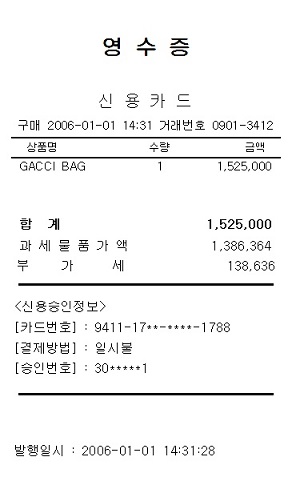 영 수 증
신 용 카 드
구매 2006-01-01 14:31 거래번호 0901-3412
상품명 수량 금액
GACCI BAG 1 1,525,000
합 계 1,525,000
과 세 물 품 가 액 1,386,364
부 가 세 138,636
<신용승인정보>
[카드번호] : 9411-17**-****-1788
[결제방법] : 일시불
[승인번호] : 30*****1
발행일시 : 2006-01-01 14:31:28